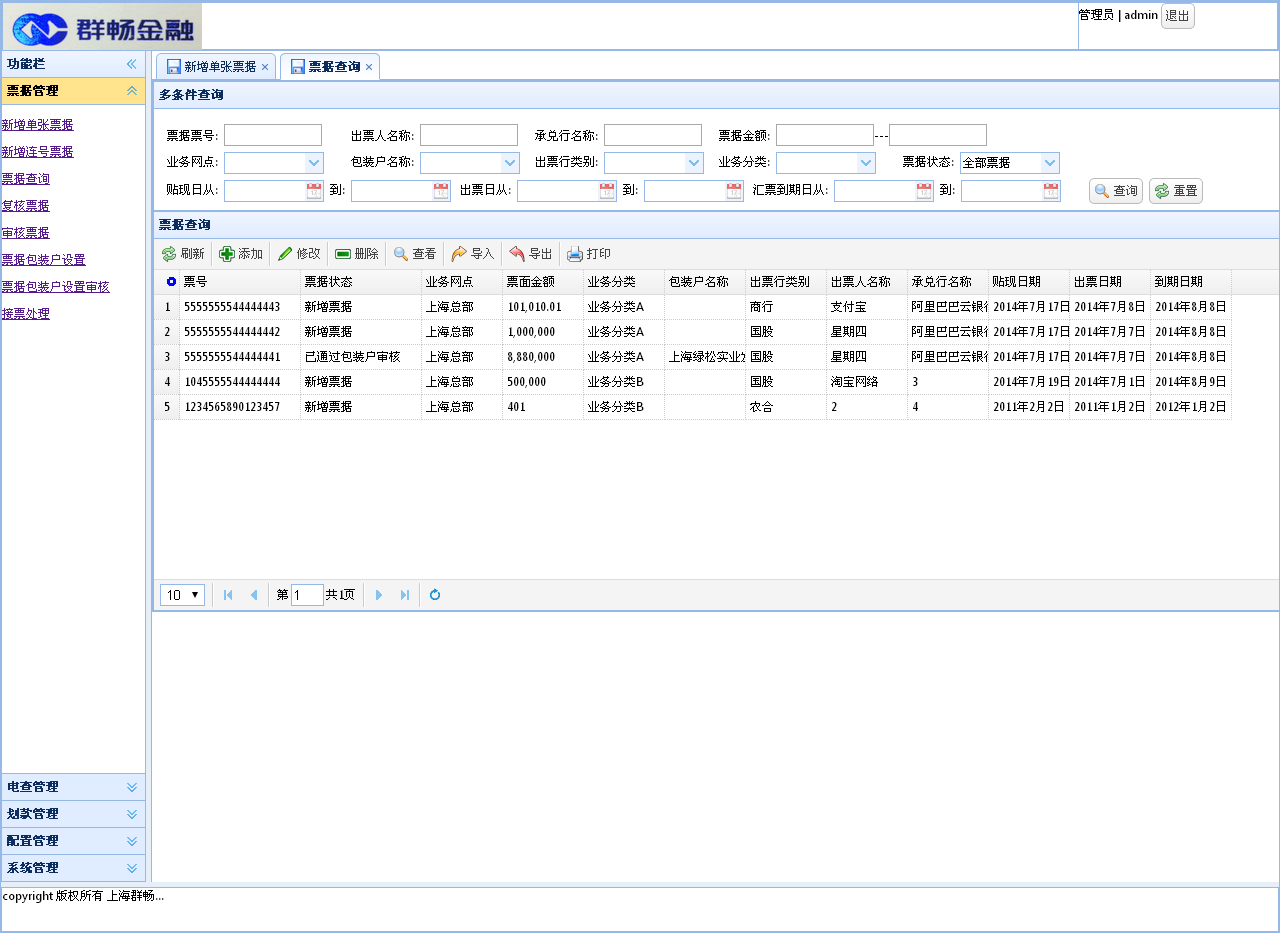 群畅金融
管理员 | admin 退出
功能栏
票据管理
新增单张票据
新增连号票据
票据查询
复核票据
审核票据
票据包装户设置
票据包装户设置审核
接票处理
电查管理
划款管理
配置管理
系统管理
新增单张票据 × 票据查询 ×
多条件查询
票据票号: 出票人名称: 承兑行名称: 票据金额: ---
业务网点: 包装户名称: 出票行类别: 业务分类: 票据状态: 全部票据
贴现日从: 到: 出票日从: 到: 汇票到期日从: 到: 查询 重置
票据查询
刷新 添加 修改 删除 查看 导入 导出 打印
票号 票据状态 业务网点 票面金额 业务分类 包装户名称 出票行类别 出票人名称 承兑行名称 贴现日期 出票日期 到期日期
1 5555555544444443 新增票据 上海总部 101,010.01 业务分类A 商行 支付宝 阿里巴巴云银行 2014年7月17日 2014年7月8日 2014年8月8日
2 5555555544444442 新增票据 上海总部 1,000,000 业务分类A 国股 星期四 阿里巴巴云银行 2014年7月17日 2014年7月7日 2014年8月8日
3 5555555544444441 已通过包装户审核 上海总部 8,880,000 业务分类A 上海绿松实业 国股 星期四 阿里巴巴云银行 2014年7月17日 2014年7月7日 2014年8月8日
4 1045555544444444 新增票据 上海总部 500,000 业务分类B 国股 淘宝网络 3 2014年7月19日 2014年7月1日 2014年8月9日
5 1234565890123457 新增票据 上海总部 401 业务分类B 农合 2 4 2011年2月2日 2011年1月2日 2012年1月2日
10 第 1 共1页
copyright 版权所有 上海群畅...